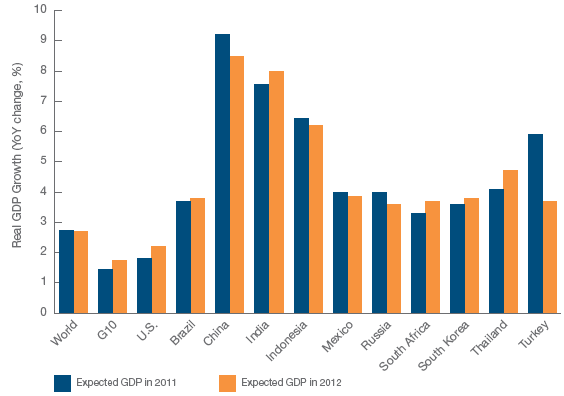 Real GDP Growth (YoY change, %)
10
9
8
7
6
5
4
3
2
1
0
World
G10
U.S.
Brazil
China
India
Indonesia
Mexico
Russia
South Africa
South Korea
Thailand
Turkey
Expected GDP in 2011
Expected GDP in 2012